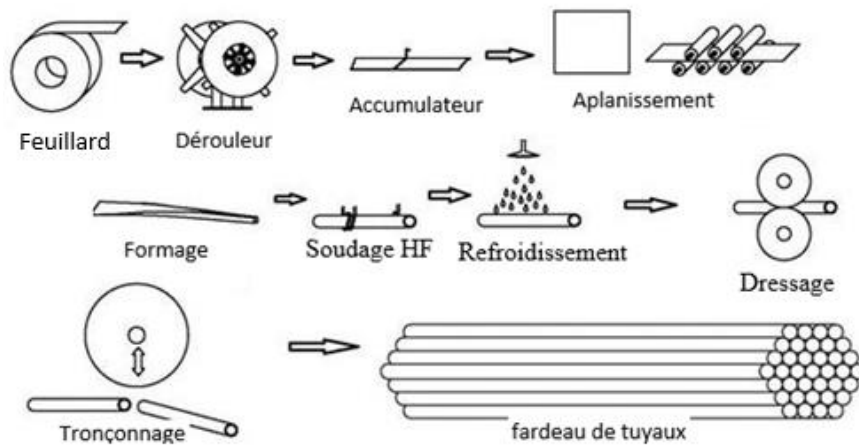 Feuillard
Dérouleur
Accumulateur
Aplanissement
Formage
Soudage HF
Refroidissement
Dressage
Tronçonnage
fardeau de tuyaux